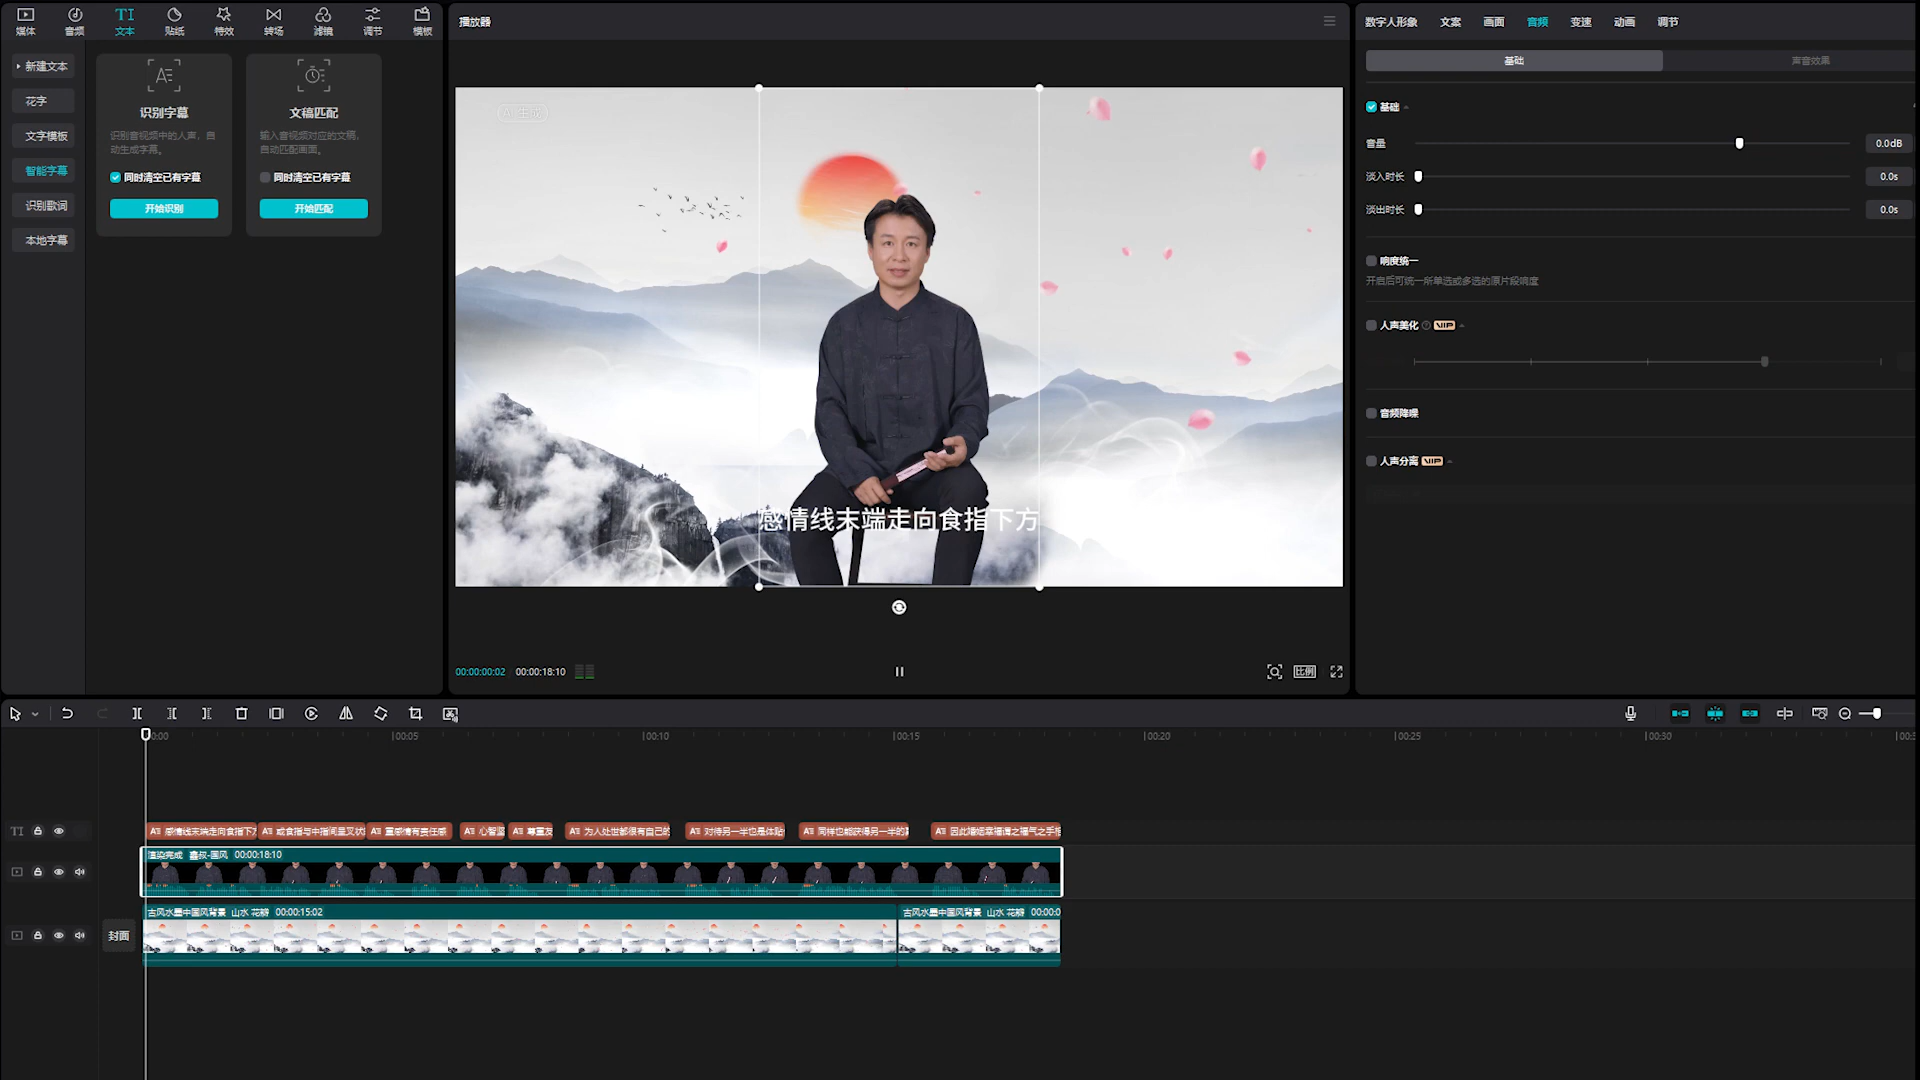 媒体
音频
TI
文本
贴纸
特效
转场
滤镜
调节
模板
新建文本
花字
文字模板
智能字幕
识别歌词
本地字幕
识别字幕
识别音视频中的人声，自
动生成字幕。
同时清空已有字幕
开始识别
文稿匹配
输入音视频对应的文稿，
自动匹配画面。
同时清空已有字幕
开始匹配
播放器
感情线末端走向食指下方
00:00:00:02 00:00:18:10
比例
数字人形象 文案 画面 音频 变速 动画 调节
基础 声音效果
基础
音量 0.0dB
淡入时长 0.0s
淡出时长 0.0s
响度统一
开启后可统一所单选或多选的原片段响度
人声美化 VIP
音频降噪
人声分离 VIP
0:00 00:05 00:10 00:15 00:20 00:25 00:30
TI
感情线末端走向食指下方 或食指与中指间呈叉状 重感情有责任感 心智坚 尊重友 为人处世都很有自己的 对待另一半也是体贴 同样也能获得另一半的 因此婚姻幸福谓之福气之手相
渲染完成 鑫叔-国风 00:00:18:10
封面
古风水墨中国风背景 山水 花瓣 00:00:15:02
古风水墨中国风背景 山水 花瓣 00:00:0